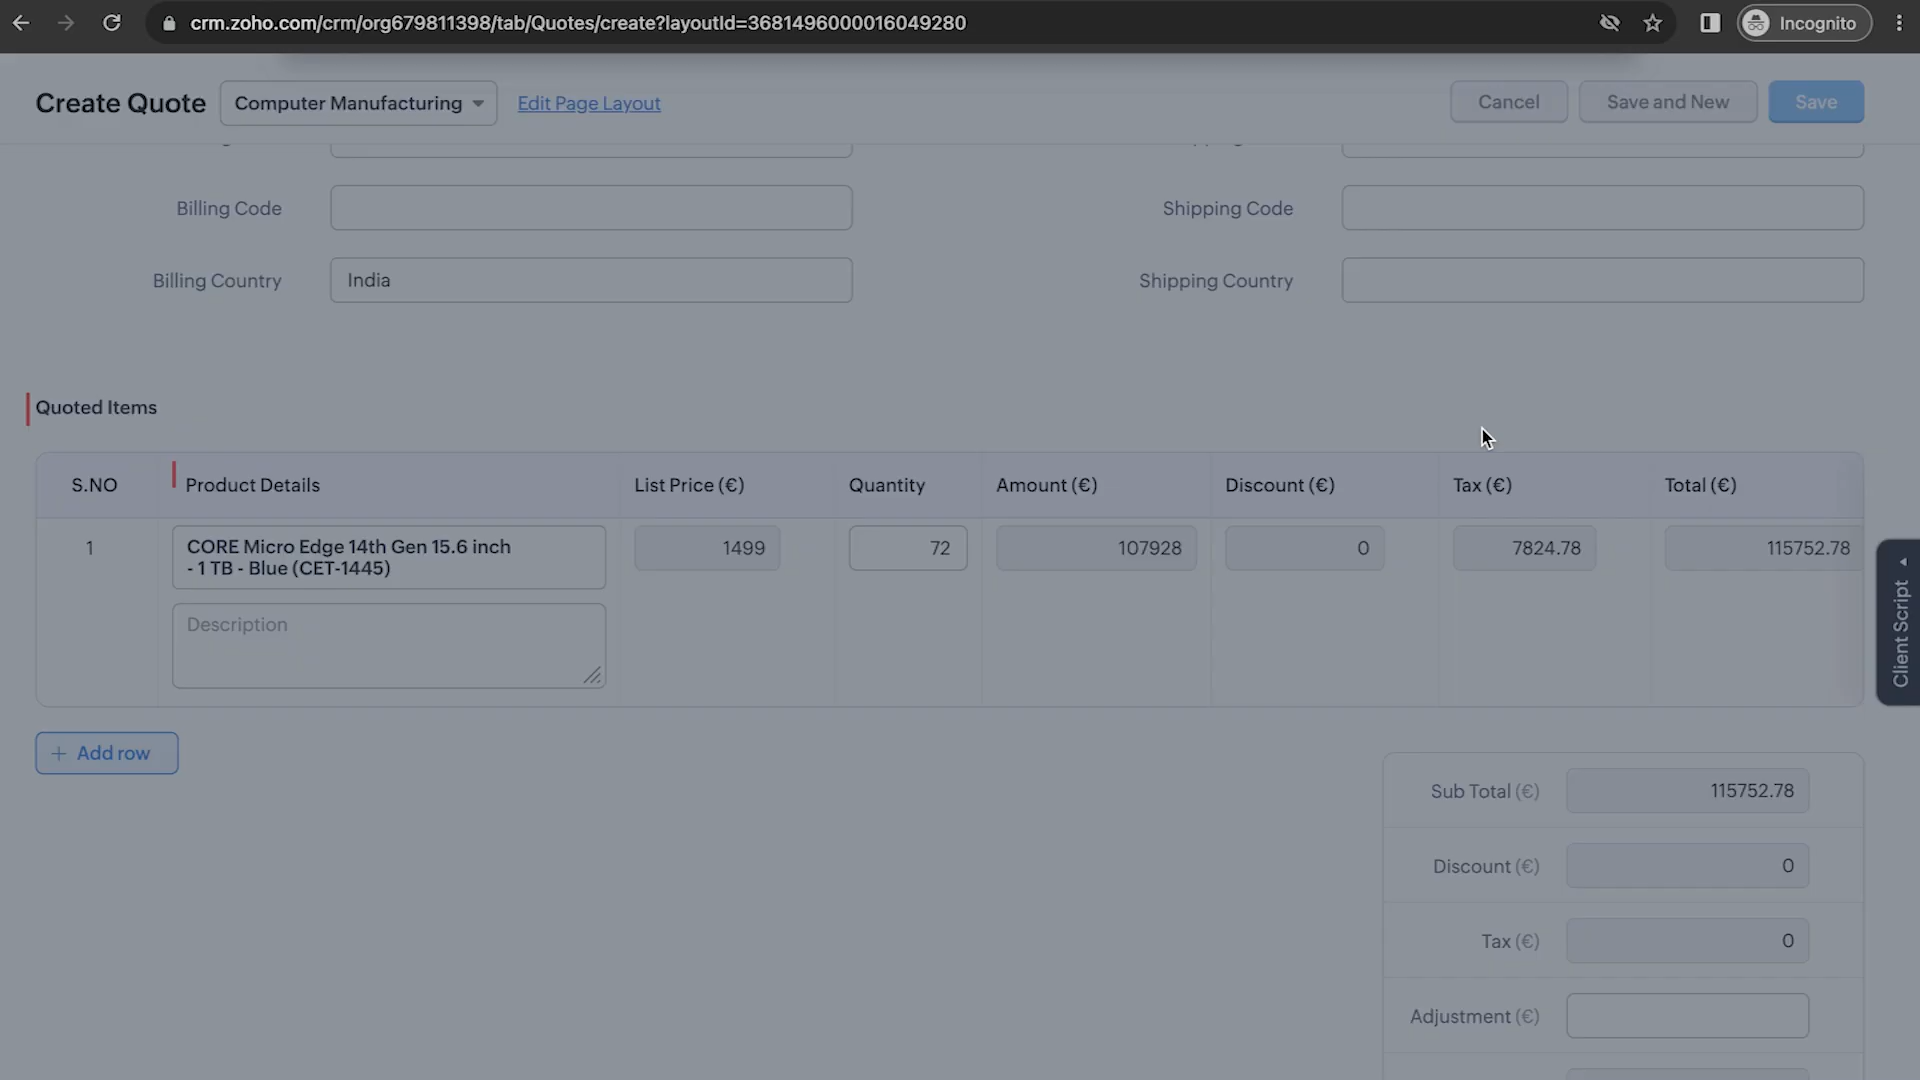 crm.zoho.com/crm/org679811398/tab/Quotes/create?layoutId=3681496000016049280
Incognito
Create Quote
Computer Manufacturing
Edit Page Layout
Cancel
Save and New
Save
Billing Code
Shipping Code
Billing Country
India
Shipping Country
Quoted Items
S.NO
Product Details
List Price (€)
Quantity
Amount (€)
Discount (€)
Tax (€)
Total (€)
1
CORE Micro Edge 14th Gen 15.6 inch
- 1 TB - Blue (CET-1445)
1499
72
107928
0
7824.78
115752.78
Description
Client Script
+ Add row
Sub Total (€)
115752.78
Discount (€)
0
Tax (€)
0
Adjustment (€)